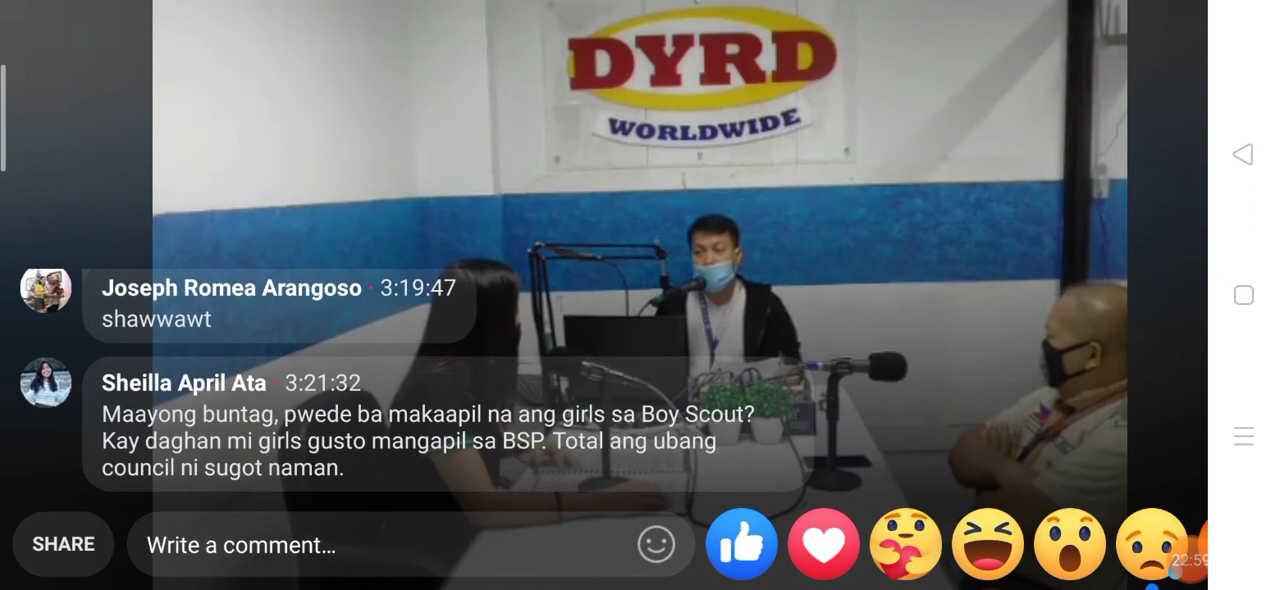 DYRD
WORLDWIDE
Joseph Romea Arangoso · 3:19:47
shawwawt
Sheilla April Ata · 3:21:32
Maayong buntag, pwede ba makaapil na ang girls sa Boy Scout?
Kay daghan mi girls gusto mangapil sa BSP. Total ang ubang
council ni sugot naman.
SHARE
Write a comment...
22:59